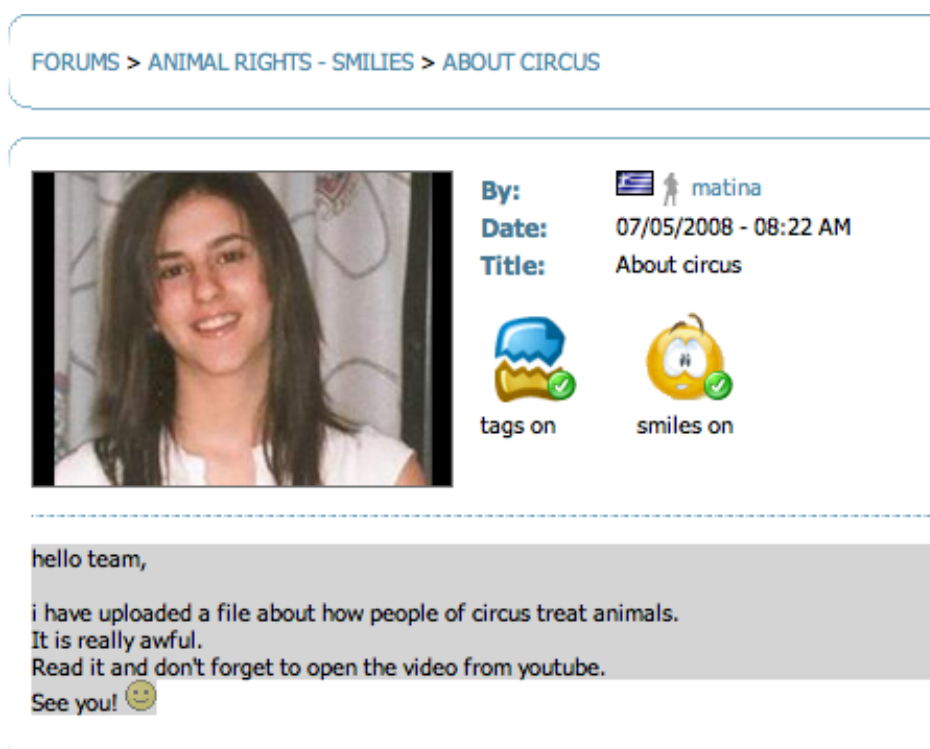 FORUMS > ANIMAL RIGHTS - SMILIES > ABOUT CIRCUS
By: matina
Date: 07/05/2008 - 08:22 AM
Title: About circus
tags on smiles on
hello team,
i have uploaded a file about how people of circus treat animals.
It is really awful.
Read it and don't forget to open the video from youtube.
See you!